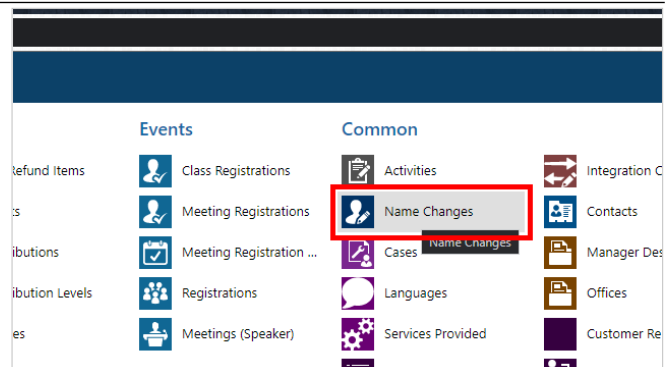 Events
Common
Refund Items
Class Registrations
Activities
Integration C
ts
Meeting Registrations
Name Changes
Contacts
ibutions
Meeting Registration ...
Cases
Name Changes
Manager Des
ibution Levels
Registrations
Languages
Offices
es
Meetings (Speaker)
Services Provided
Customer Re